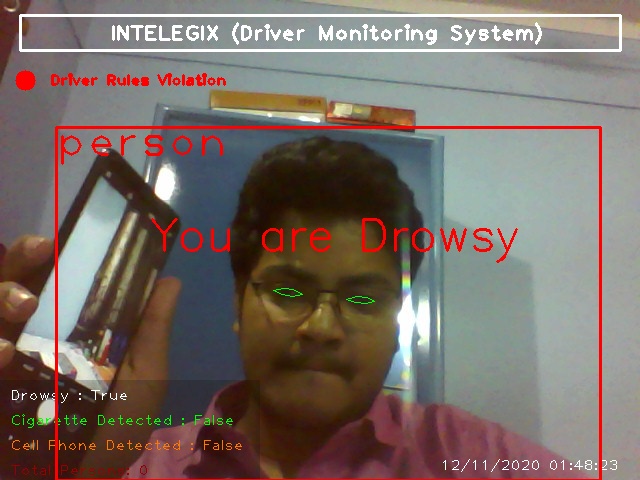 INTELEGIX (Driver Monitoring System)
Driver Rules Violation
person
You are Drowsy
Drowsy : True
Cigarette Detected : False
Cell Phone Detected : False
Total Persons: 0
12/11/2020 01:48:23